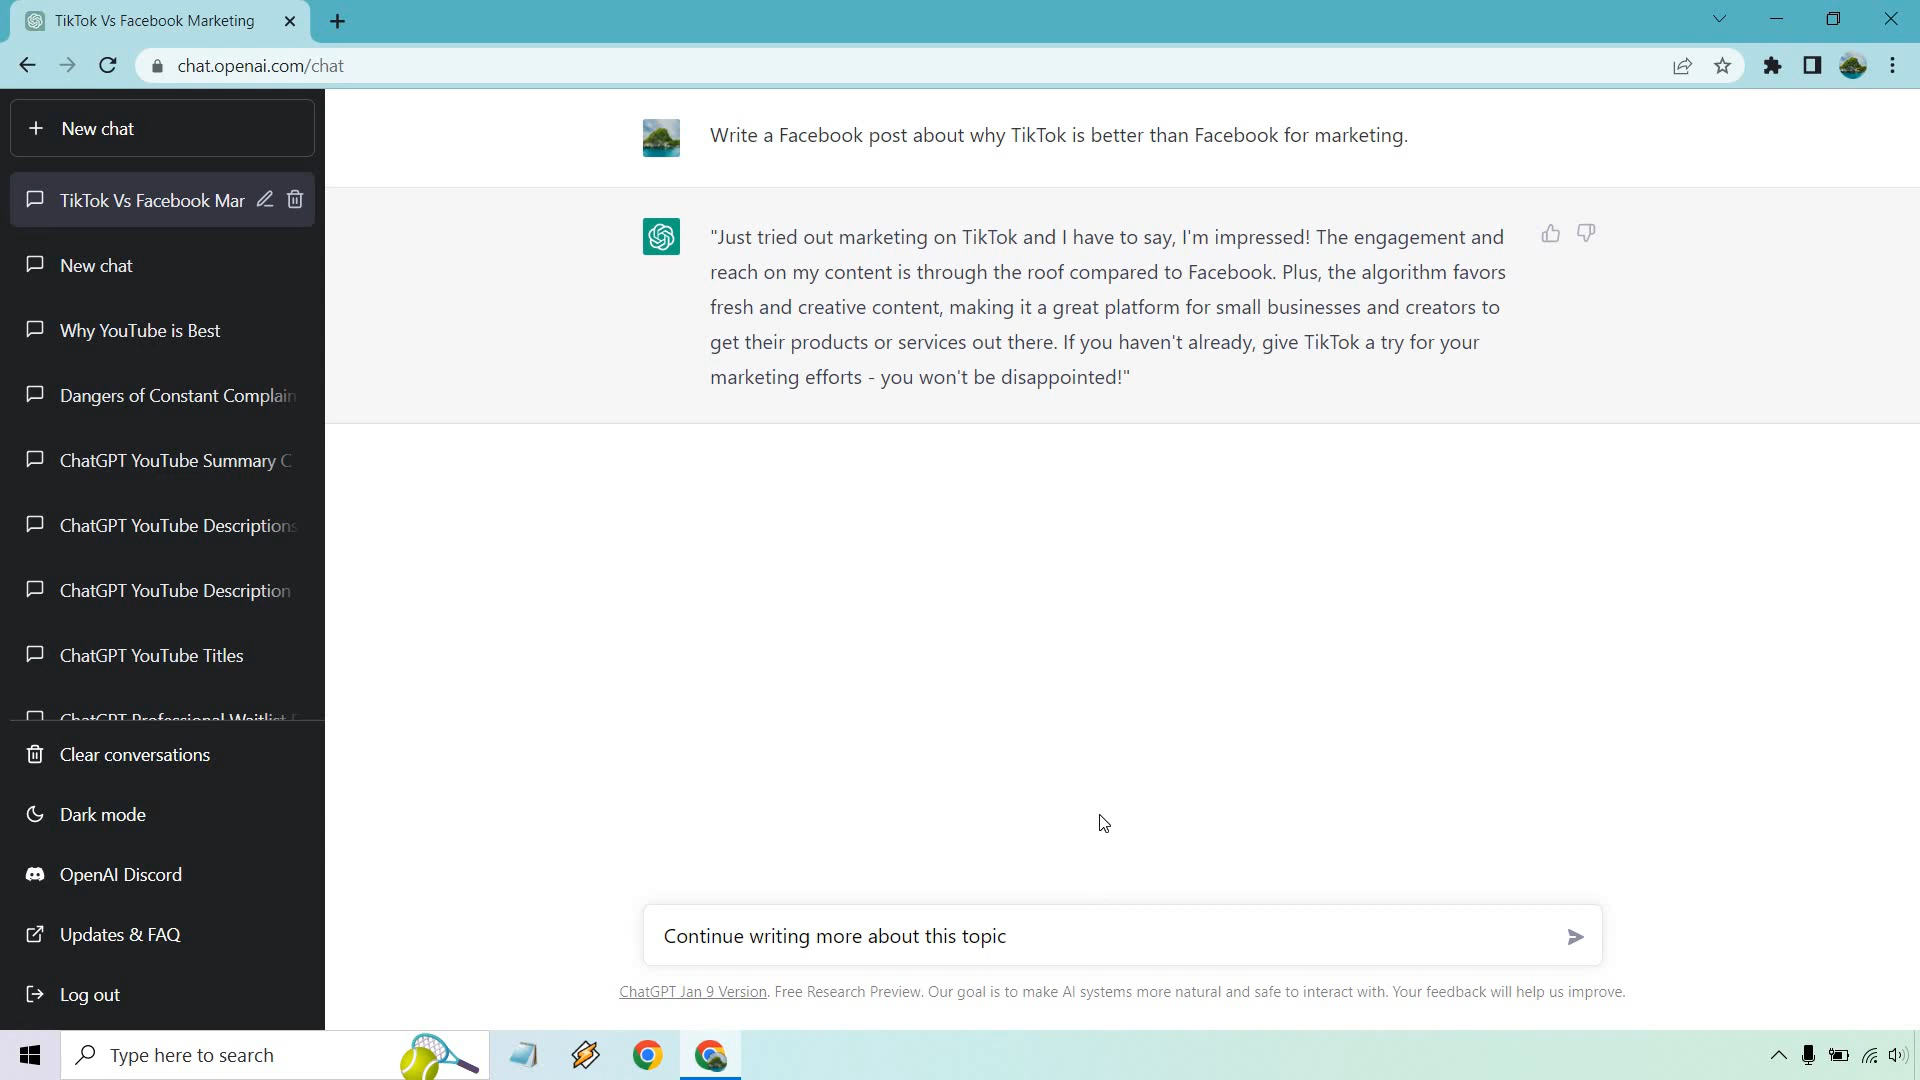 TikTok Vs Facebook Marketing
chat.openai.com/chat
New chat
TikTok Vs Facebook Mar
New chat
Why YouTube is Best
Dangers of Constant Complain
ChatGPT YouTube Summary C
ChatGPT YouTube Descriptions
ChatGPT YouTube Description
ChatGPT YouTube Titles
ChatGPT Professional Waitlist
Clear conversations
Dark mode
OpenAI Discord
Updates & FAQ
Log out
Write a Facebook post about why TikTok is better than Facebook for marketing.
"Just tried out marketing on TikTok and I have to say, I'm impressed! The engagement and
reach on my content is through the roof compared to Facebook. Plus, the algorithm favors
fresh and creative content, making it a great platform for small businesses and creators to
get their products or services out there. If you haven't already, give TikTok a try for your
marketing efforts - you won't be disappointed!"
Continue writing more about this topic
ChatGPT Jan 9 Version. Free Research Preview. Our goal is to make AI systems more natural and safe to interact with. Your feedback will help us improve.
Type here to search